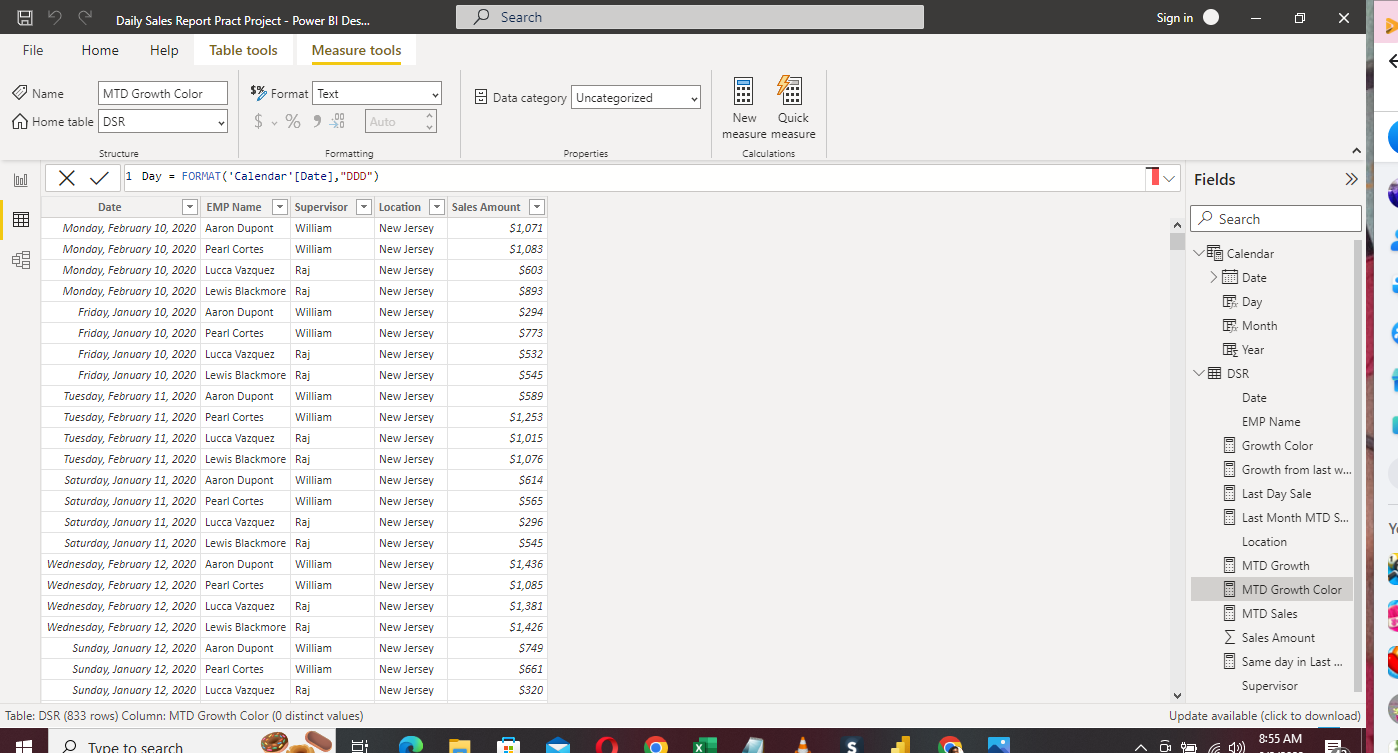 Daily Sales Report Pract Project - Power BI Des...
Search
Sign in
File
Home
Help
Table tools
Measure tools
Name
MTD Growth Color
Home table
DSR
Structure
Format
Text
$
%
Auto
Formatting
Data category
Uncategorized
Properties
New measure
Quick measure
Calculations
1 Day = FORMAT('Calendar'[Date],"DDD")
Date EMP Name Supervisor Location Sales Amount
Monday, February 10, 2020 Aaron Dupont William New Jersey $1,071
Monday, February 10, 2020 Pearl Cortes William New Jersey $1,083
Monday, February 10, 2020 Lucca Vazquez Raj New Jersey $603
Monday, February 10, 2020 Lewis Blackmore Raj New Jersey $893
Friday, January 10, 2020 Aaron Dupont William New Jersey $294
Friday, January 10, 2020 Pearl Cortes William New Jersey $773
Friday, January 10, 2020 Lucca Vazquez Raj New Jersey $532
Friday, January 10, 2020 Lewis Blackmore Raj New Jersey $545
Tuesday, February 11, 2020 Aaron Dupont William New Jersey $589
Tuesday, February 11, 2020 Pearl Cortes William New Jersey $1,253
Tuesday, February 11, 2020 Lucca Vazquez Raj New Jersey $1,015
Tuesday, February 11, 2020 Lewis Blackmore Raj New Jersey $1,076
Saturday, January 11, 2020 Aaron Dupont William New Jersey $614
Saturday, January 11, 2020 Pearl Cortes William New Jersey $565
Saturday, January 11, 2020 Lucca Vazquez Raj New Jersey $296
Saturday, January 11, 2020 Lewis Blackmore Raj New Jersey $545
Wednesday, February 12, 2020 Aaron Dupont William New Jersey $1,436
Wednesday, February 12, 2020 Pearl Cortes William New Jersey $1,085
Wednesday, February 12, 2020 Lucca Vazquez Raj New Jersey $1,381
Wednesday, February 12, 2020 Lewis Blackmore Raj New Jersey $1,426
Sunday, January 12, 2020 Aaron Dupont William New Jersey $749
Sunday, January 12, 2020 Pearl Cortes William New Jersey $661
Sunday, January 12, 2020 Lucca Vazquez Raj New Jersey $320
Fields
Search
Calendar
Date
Day
Month
Year
DSR
Date
EMP Name
Growth Color
Growth from last w...
Last Day Sale
Last Month MTD S...
Location
MTD Growth
MTD Growth Color
MTD Sales
Sales Amount
Same day in Last ...
Supervisor
Table: DSR (833 rows) Column: MTD Growth Color (0 distinct values)
Update available (click to download)
Type to search
8:55 AM